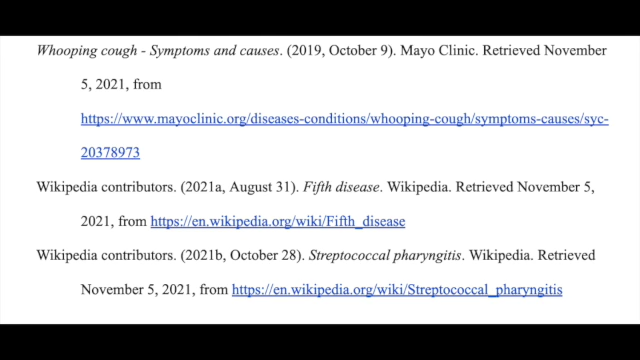 Whooping cough - Symptoms and causes. (2019, October 9). Mayo Clinic. Retrieved November
5, 2021, from
https://www.mayoclinic.org/diseases-conditions/whooping-cough/symptoms-causes/syc-
20378973
Wikipedia contributors. (2021a, August 31). Fifth disease. Wikipedia. Retrieved November 5,
2021, from https://en.wikipedia.org/wiki/Fifth_disease
Wikipedia contributors. (2021b, October 28). Streptococcal pharyngitis. Wikipedia. Retrieved
November 5, 2021, from https://en.wikipedia.org/wiki/Streptococcal_pharyngitis